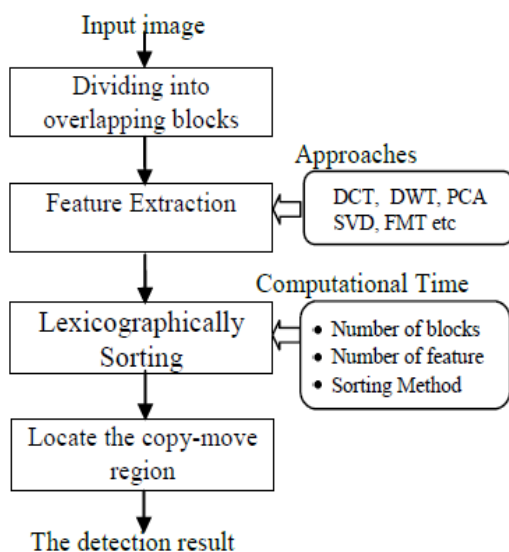 Input image
Dividing into
overlapping blocks
Approaches
Feature Extraction
DCT, DWT, PCA
SVD, FMT etc
Computational Time
Lexicographically
Sorting
• Number of blocks
• Number of feature
• Sorting Method
Locate the copy-move
region
The detection result